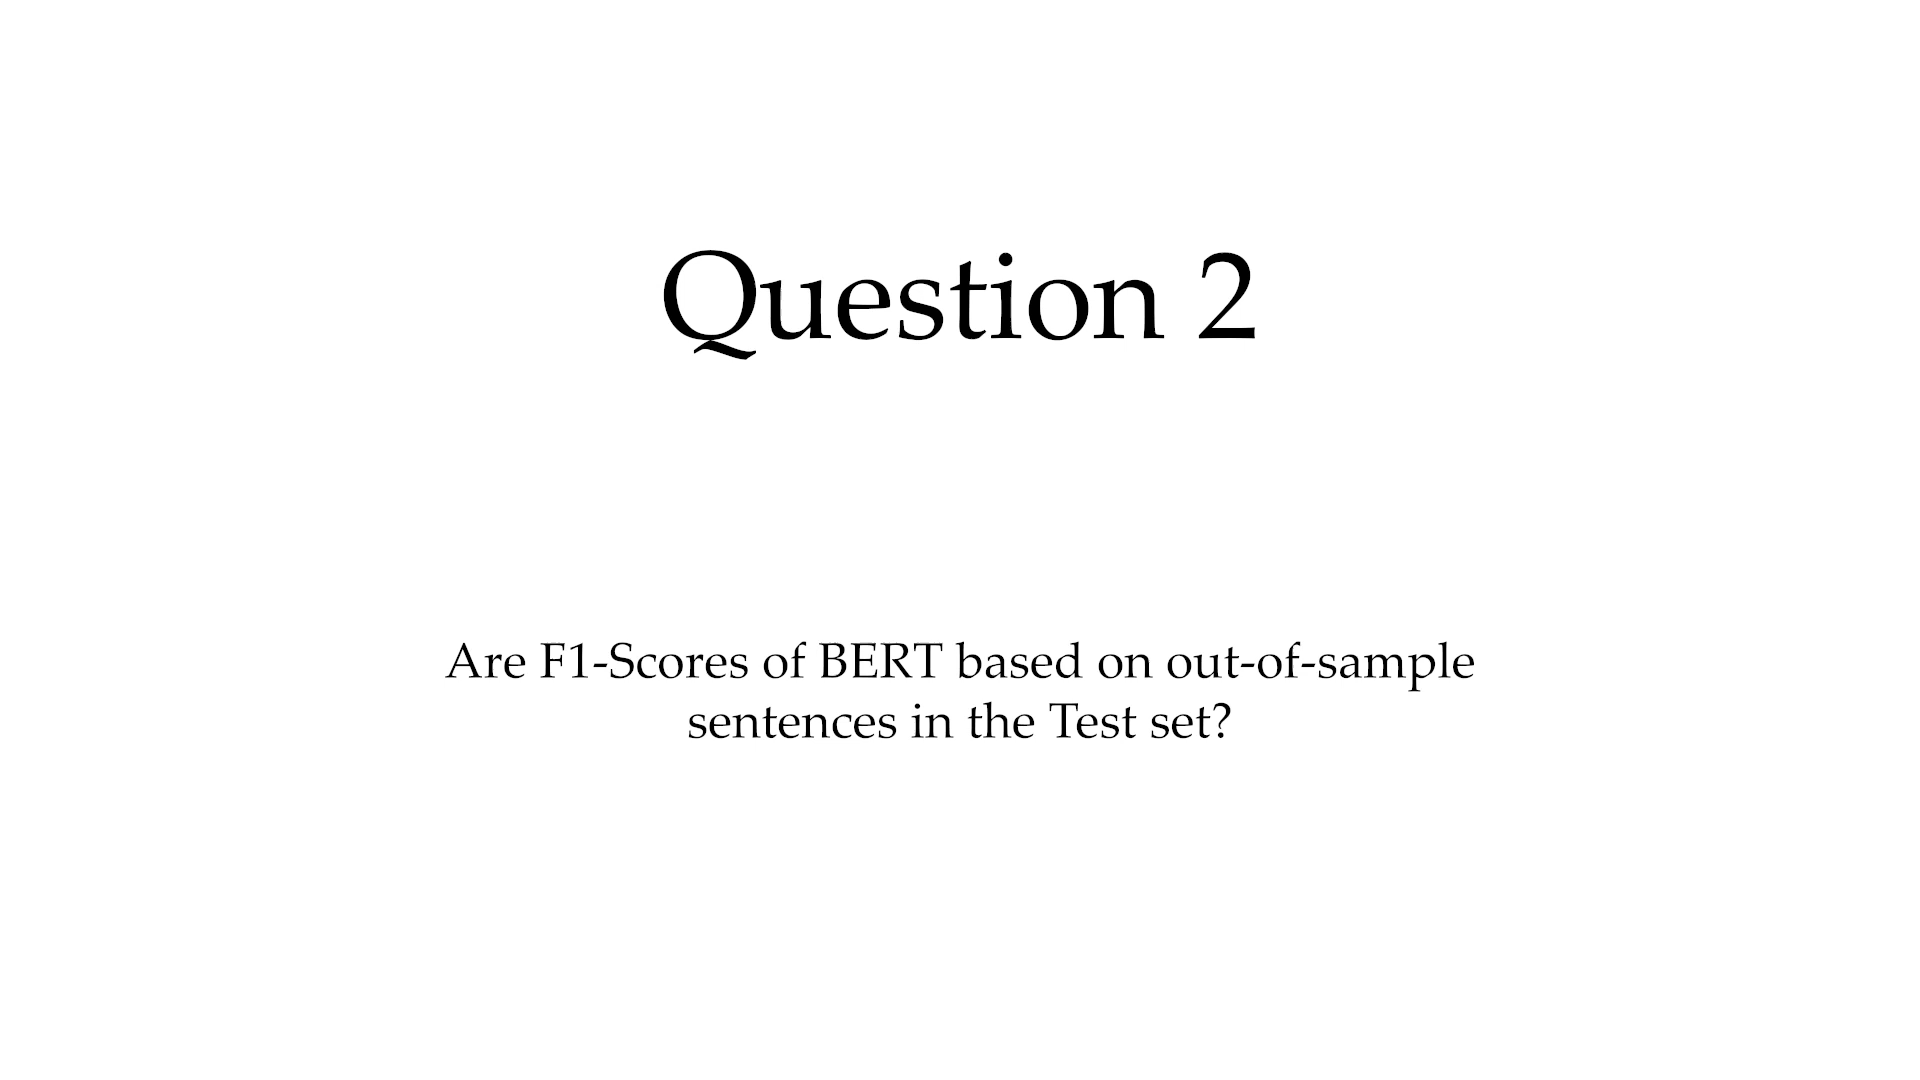 Question 2
Are F1-Scores of BERT based on out-of-sample
sentences in the Test set?